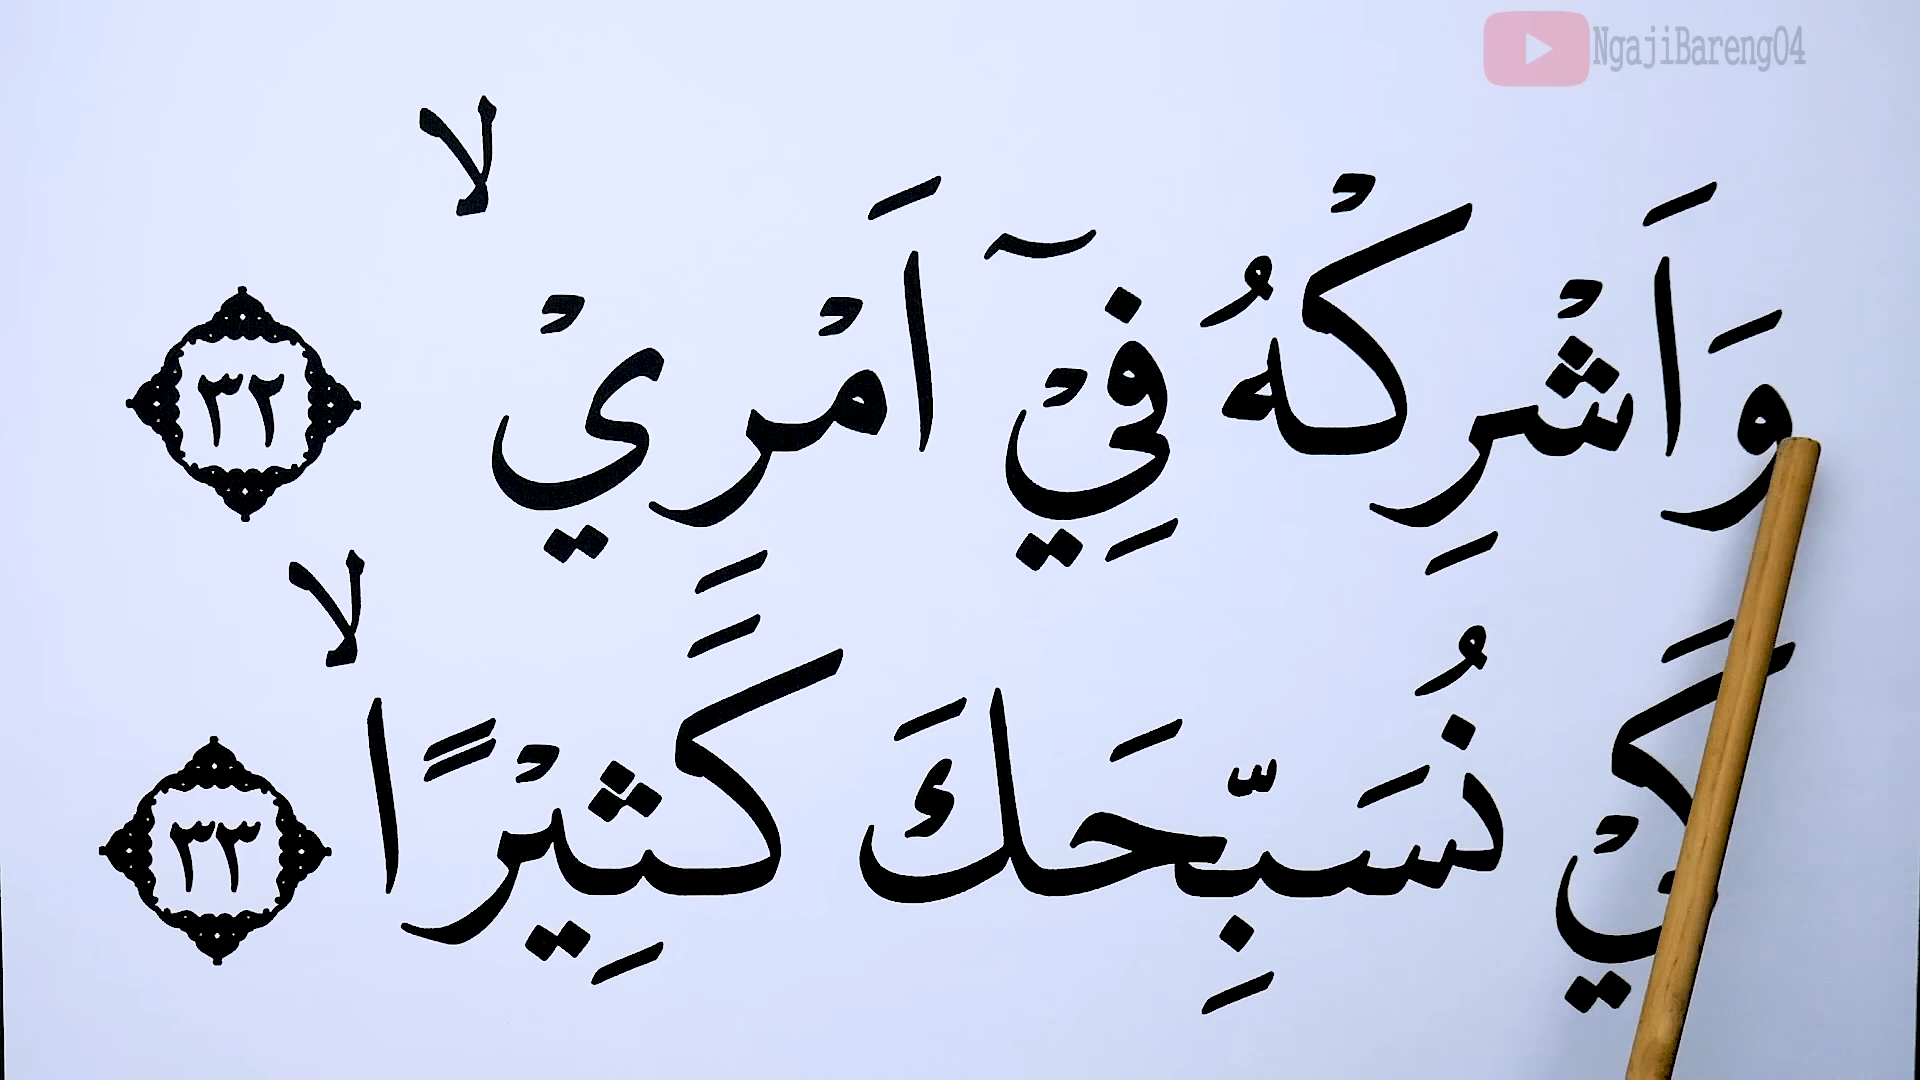 NgajiBareng04
وَاَشْرِكْهُ فِيْٓ اَمْرِيْ ۙ ٣٢
كَيْ نُسَبِّحَكَ كَثِيْرًا ۙ ٣٣